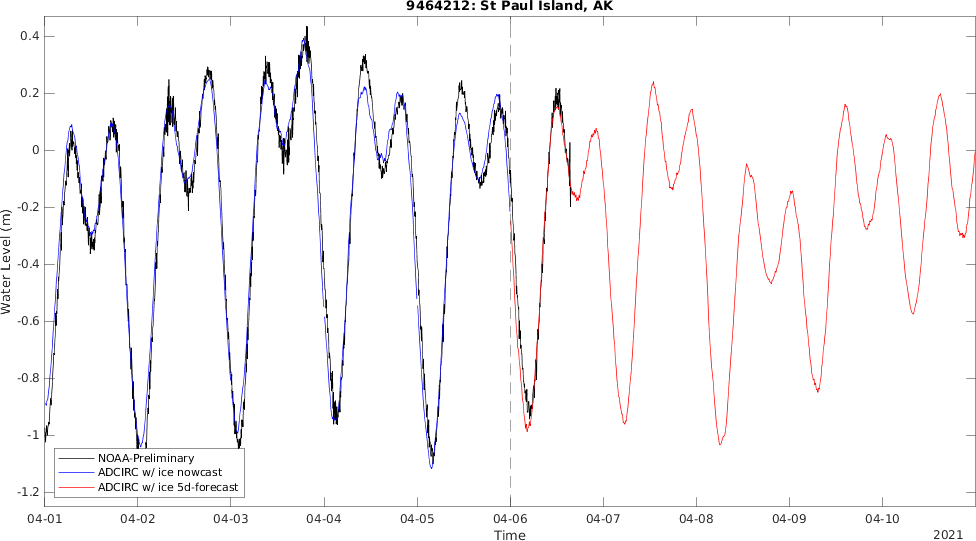 9464212: St Paul Island, AK
0.4
0.2
0
-0.2
-0.4
-0.6
-0.8
-1
-1.2
Water Level (m)
NOAA-Preliminary
ADCIRC w/ ice nowcast
ADCIRC w/ ice 5d-forecast
04-01 04-02 04-03 04-04 04-05 04-06 04-07 04-08 04-09 04-10
Time
2021